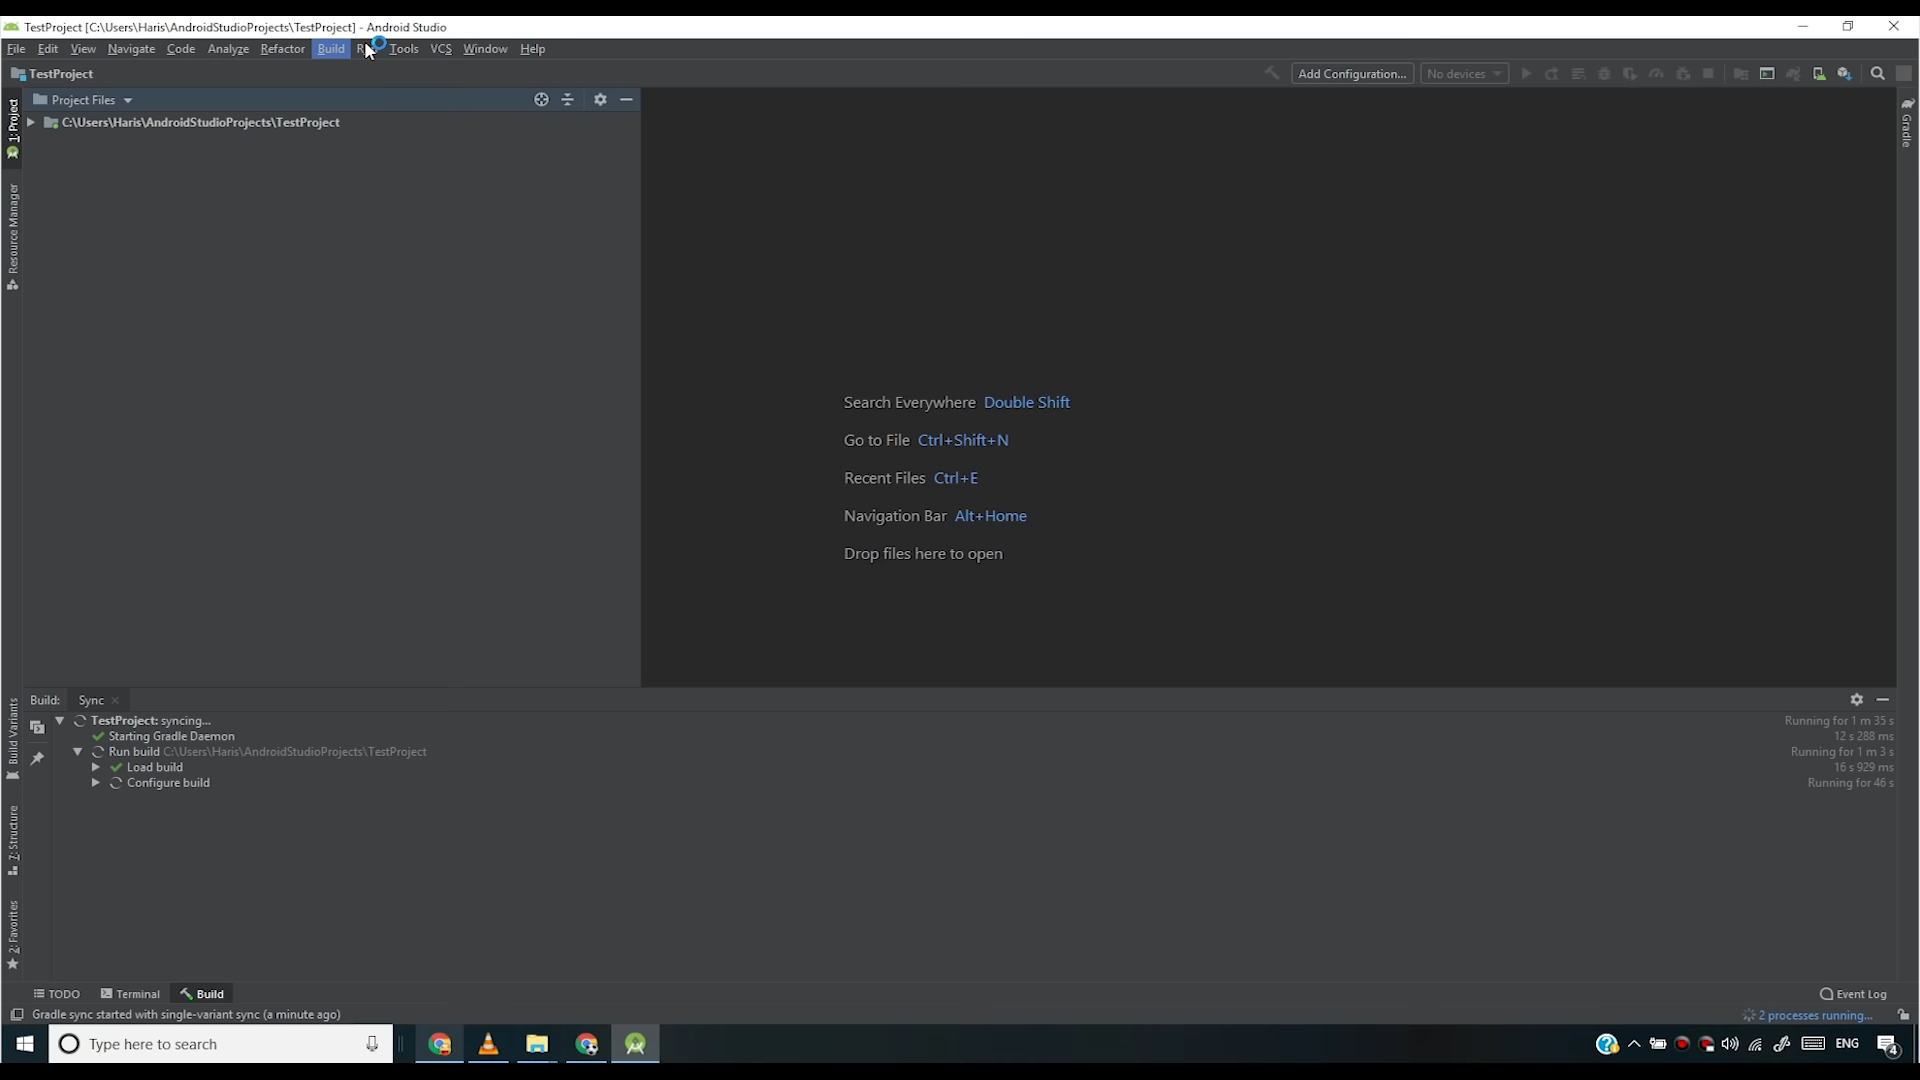 TestProject [C:\Users\Haris\AndroidStudioProjects\TestProject] - Android Studio
File Edit View Navigate Code Analyze Refactor Build Tools VCS Window Help
TestProject
Add Configuration... No devices
1: Project
Project Files
C:\Users\Haris\AndroidStudioProjects\TestProject
Gradle
Resource Manager
Search Everywhere Double Shift
Go to File Ctrl+Shift+N
Recent Files Ctrl+E
Navigation Bar Alt+Home
Drop files here to open
Build: Sync
TestProject: syncing... Running for 1 m 35 s
Starting Gradle Daemon 12 s 288 ms
Run build C:\Users\Haris\AndroidStudioProjects\TestProject Running for 1 m 3 s
Load build 16 s 929 ms
Configure build Running for 46 s
Build Variants
7: Structure
2: Favorites
TODO Terminal Build Event Log
Gradle sync started with single-variant sync (a minute ago) 2 processes running...
Type here to search ENG 4